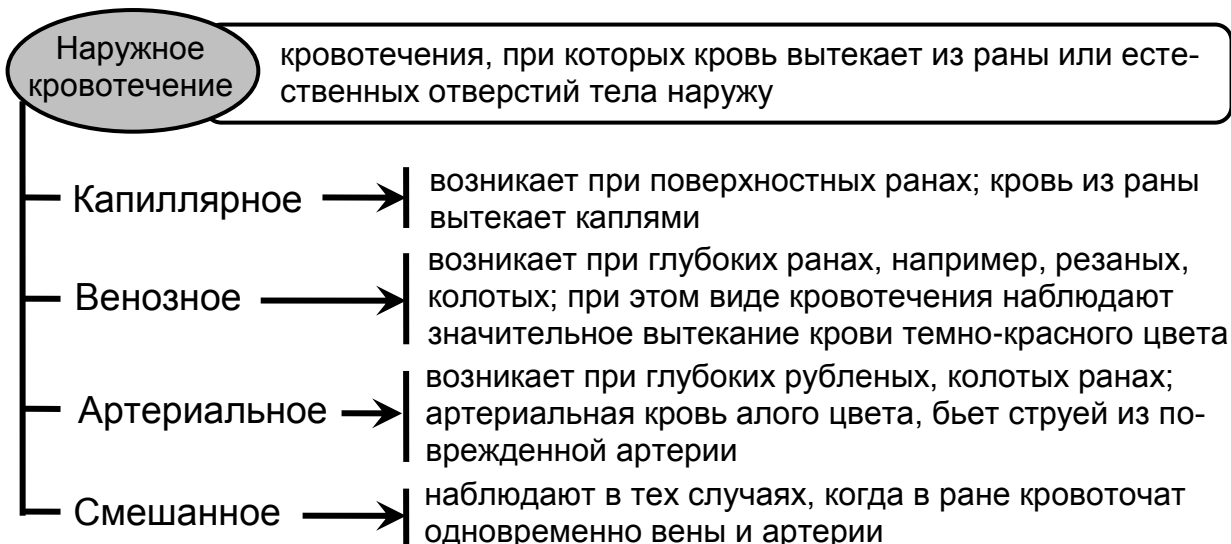 Наружное
кровотечение
кровотечения, при которых кровь вытекает из раны или есте-
ственных отверстий тела наружу
Капиллярное
возникает при поверхностных ранах; кровь из раны
вытекает каплями
Венозное
возникает при глубоких ранах, например, резаных,
колотых; при этом виде кровотечения наблюдают
значительное вытекание крови темно-красного цвета
Артериальное
возникает при глубоких рубленых, колотых ранах;
артериальная кровь алого цвета, бьет струей из по-
врежденной артерии
Смешанное
наблюдают в тех случаях, когда в ране кровоточат
одновременно вены и артерии